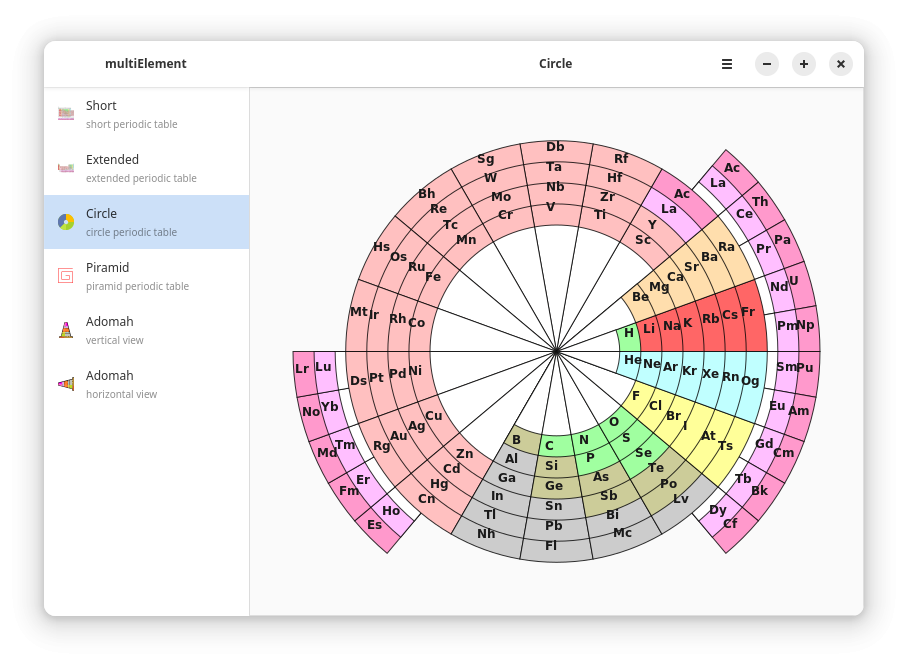 multiElement
Circle
Short
short periodic table
Extended
extended periodic table
Circle
circle periodic table
Piramid
piramid periodic table
Adomah
vertical view
Adomah
horizontal view
Db
Sg Rf
Ta
W Hf
Bh Nb Ac
Re Mo Zr La
Tc Cr V Ti Y
Mn Sc
Hs
Os
Ru
Fe
Ra
Ba
Sr
Ca
Mg
Be
Mt Ir Rh Co
H Li Na K Rb Cs Fr
He Ne Ar Kr Xe Rn Og
Ds Pt Pd Ni
F Cl Br I At Ts
Rg Au Ag Cu
O S Se Te Po Lv
Cn Hg Cd Zn
B Al Ga In Tl Nh
C Si Ge Sn Pb Fl
N P As Sb Bi Mc
Ac
La
Th
Ce
Pa
Pr
U
Nd
Np
Pm
Pu
Sm
Am
Eu
Cm
Gd
Bk
Tb
Cf
Dy
Lr Lu
No Yb
Md Tm
Fm Er
Es Ho